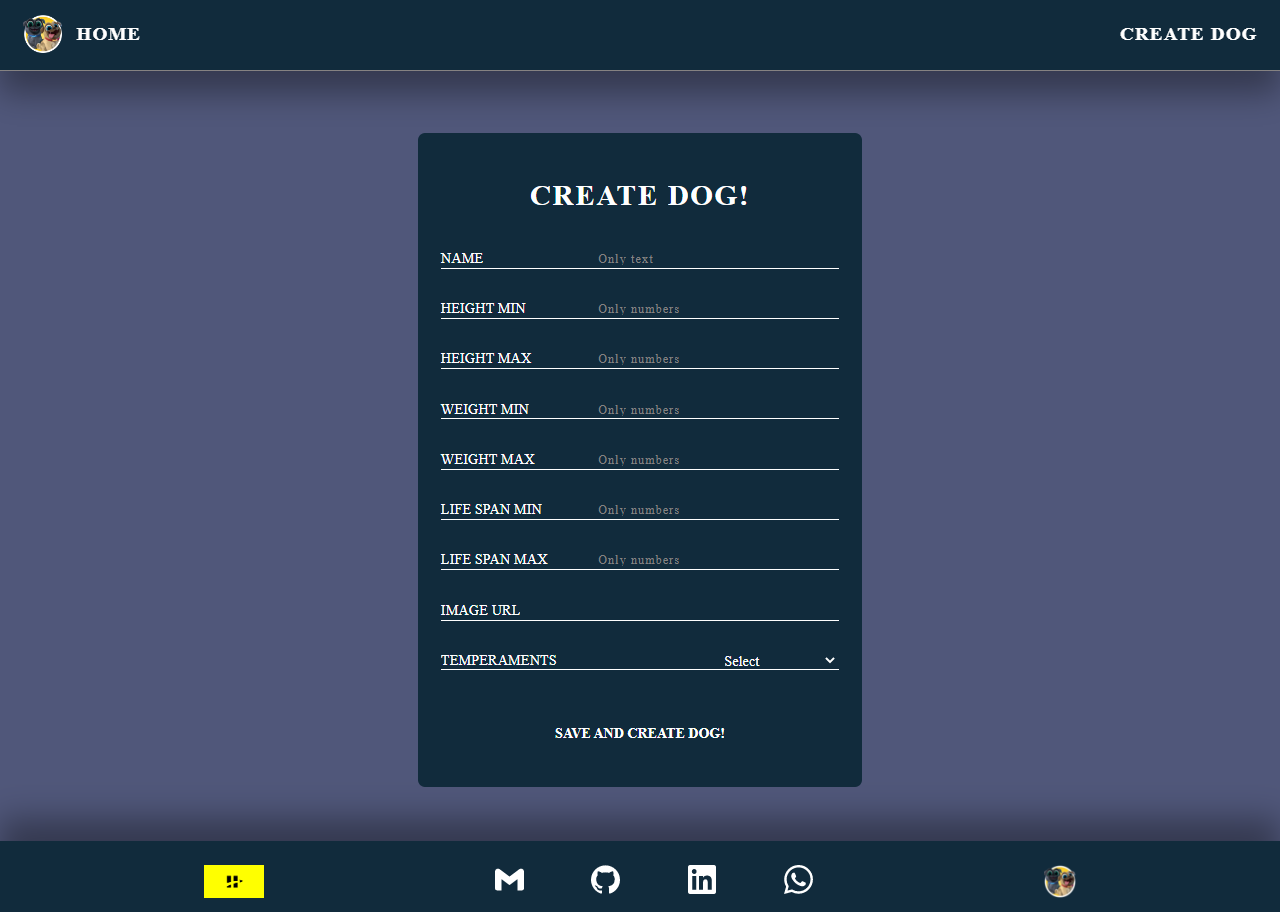 HOME
CREATE DOG
CREATE DOG!
NAME Only text
HEIGHT MIN Only numbers
HEIGHT MAX Only numbers
WEIGHT MIN Only numbers
WEIGHT MAX Only numbers
LIFE SPAN MIN Only numbers
LIFE SPAN MAX Only numbers
IMAGE URL
TEMPERAMENTS Select
SAVE AND CREATE DOG!